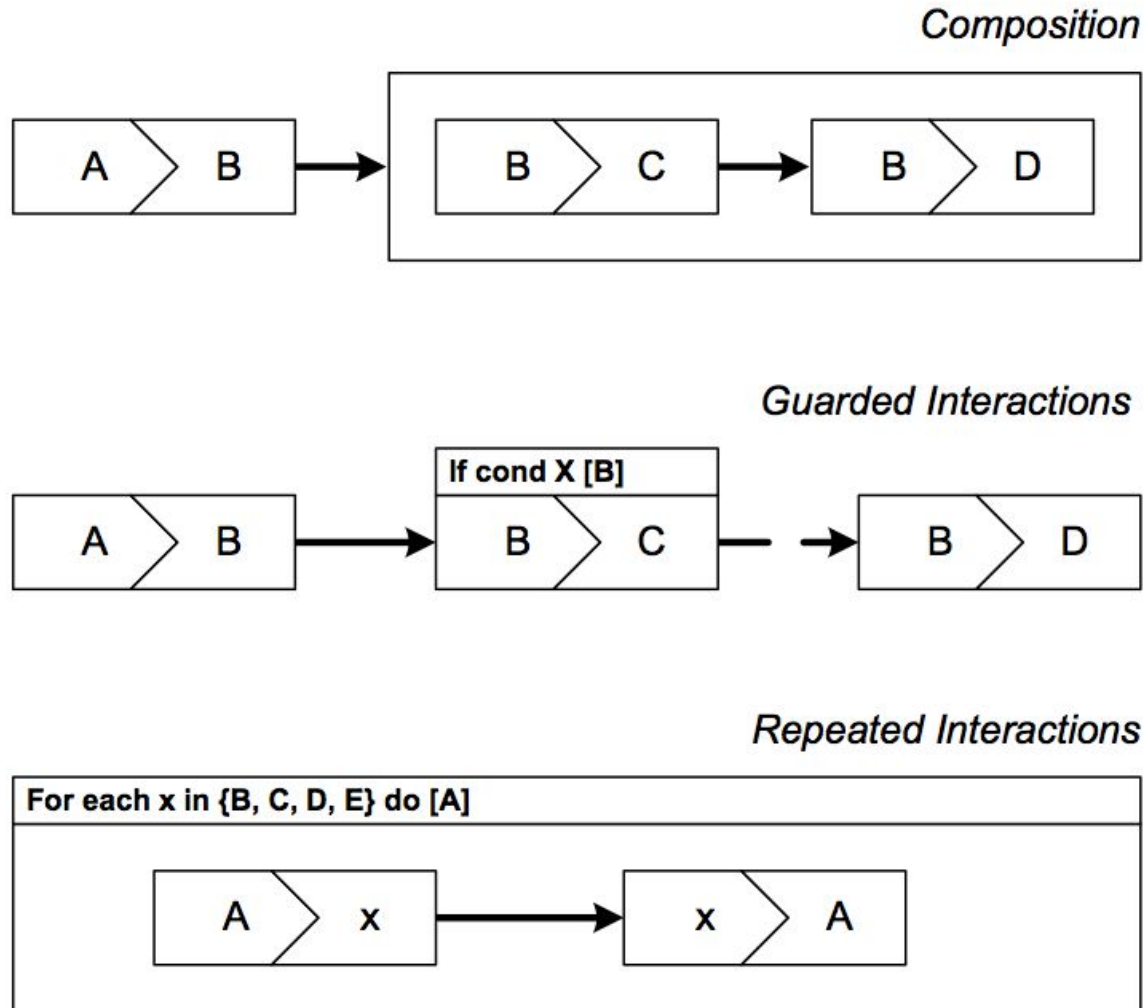 Composition
A B B C B D
Guarded Interactions
If cond X [B]
A B B C B D
Repeated Interactions
For each x in {B, C, D, E} do [A]
A x x A